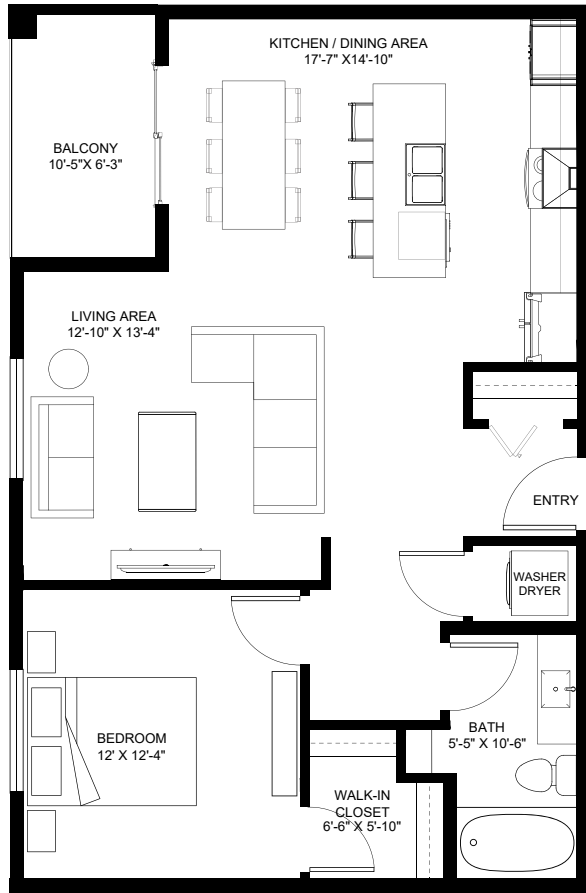 KITCHEN / DINING AREA
17'-7" X14'-10"
BALCONY
10'-5"X 6'-3"
LIVING AREA
12'-10" X 13'-4"
ENTRY
WASHER
DRYER
BATH
5'-5" X 10'-6"
BEDROOM
12' X 12'-4"
WALK-IN
CLOSET
6'-6" X 5'-10"